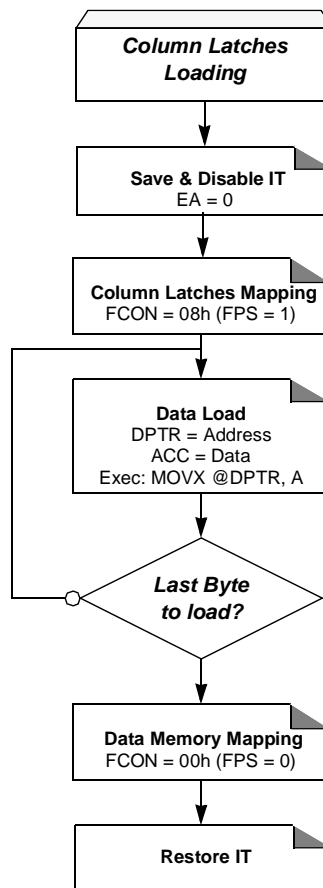 Column Latches
Loading
Save & Disable IT
EA = 0
Column Latches Mapping
FCON = 08h (FPS = 1)
Data Load
DPTR = Address
ACC = Data
Exec: MOVX @DPTR, A
Last Byte
to load?
Data Memory Mapping
FCON = 00h (FPS = 0)
Restore IT